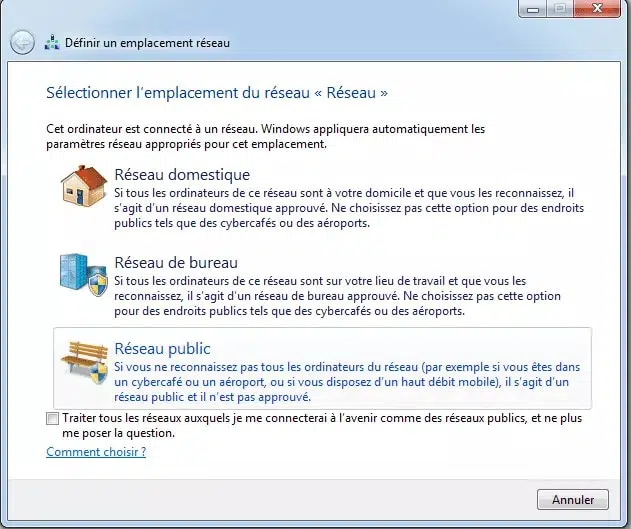 Définir un emplacement réseau
Sélectionner l'emplacement du réseau « Réseau »
Cet ordinateur est connecté à un réseau. Windows appliquera automatiquement les
paramètres réseau appropriés pour cet emplacement.
Réseau domestique
Si tous les ordinateurs de ce réseau sont à votre domicile et que vous les reconnaissez, il
s'agit d'un réseau domestique approuvé. Ne choisissez pas cette option pour des endroits
publics tels que des cybercafés ou des aéroports.
Réseau de bureau
Si tous les ordinateurs de ce réseau sont sur votre lieu de travail et que vous les
reconnaissez, il s'agit d'un réseau de bureau approuvé. Ne choisissez pas cette option
pour des endroits publics tels que des cybercafés ou des aéroports.
Réseau public
Si vous ne reconnaissez pas tous les ordinateurs du réseau (par exemple si vous êtes dans
un cybercafé ou un aéroport, ou si vous disposez d'un haut débit mobile), il s'agit d'un
réseau public et il n'est pas approuvé.
Traiter tous les réseaux auxquels je me connecterai à l'avenir comme des réseaux publics, et ne plus
me poser la question.
Comment choisir ?
Annuler